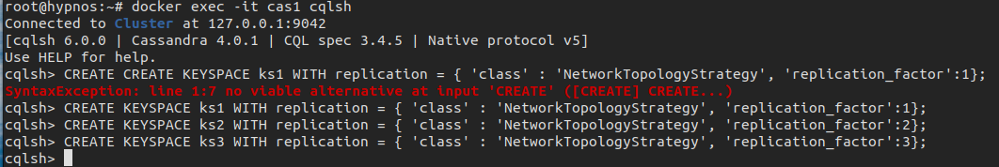 root@hypnos:~# docker exec -it cas1 cqlsh
Connected to Cluster at 127.0.0.1:9042
[cqlsh 6.0.0 | Cassandra 4.0.1 | CQL spec 3.4.5 | Native protocol v5]
Use HELP for help.
cqlsh> CREATE CREATE KEYSPACE ks1 WITH replication = { 'class' : 'NetworkTopologyStrategy', 'replication_factor':1};
SyntaxException: line 1:7 no viable alternative at input 'CREATE' ([CREATE] CREATE...)
cqlsh> CREATE KEYSPACE ks1 WITH replication = { 'class' : 'NetworkTopologyStrategy', 'replication_factor':1};
cqlsh> CREATE KEYSPACE ks2 WITH replication = { 'class' : 'NetworkTopologyStrategy', 'replication_factor':2};
cqlsh> CREATE KEYSPACE ks3 WITH replication = { 'class' : 'NetworkTopologyStrategy', 'replication_factor':3};
cqlsh>